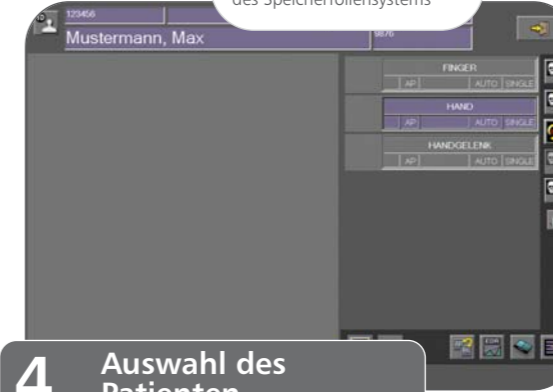 des Speicherfoliensystems
123456
Mustermann, Max
9876
FINGER
AP AUTO SINGLE
HAND
AP AUTO SINGLE
HANDGELENK
AP AUTO SINGLE
4 Auswahl des
Patienten